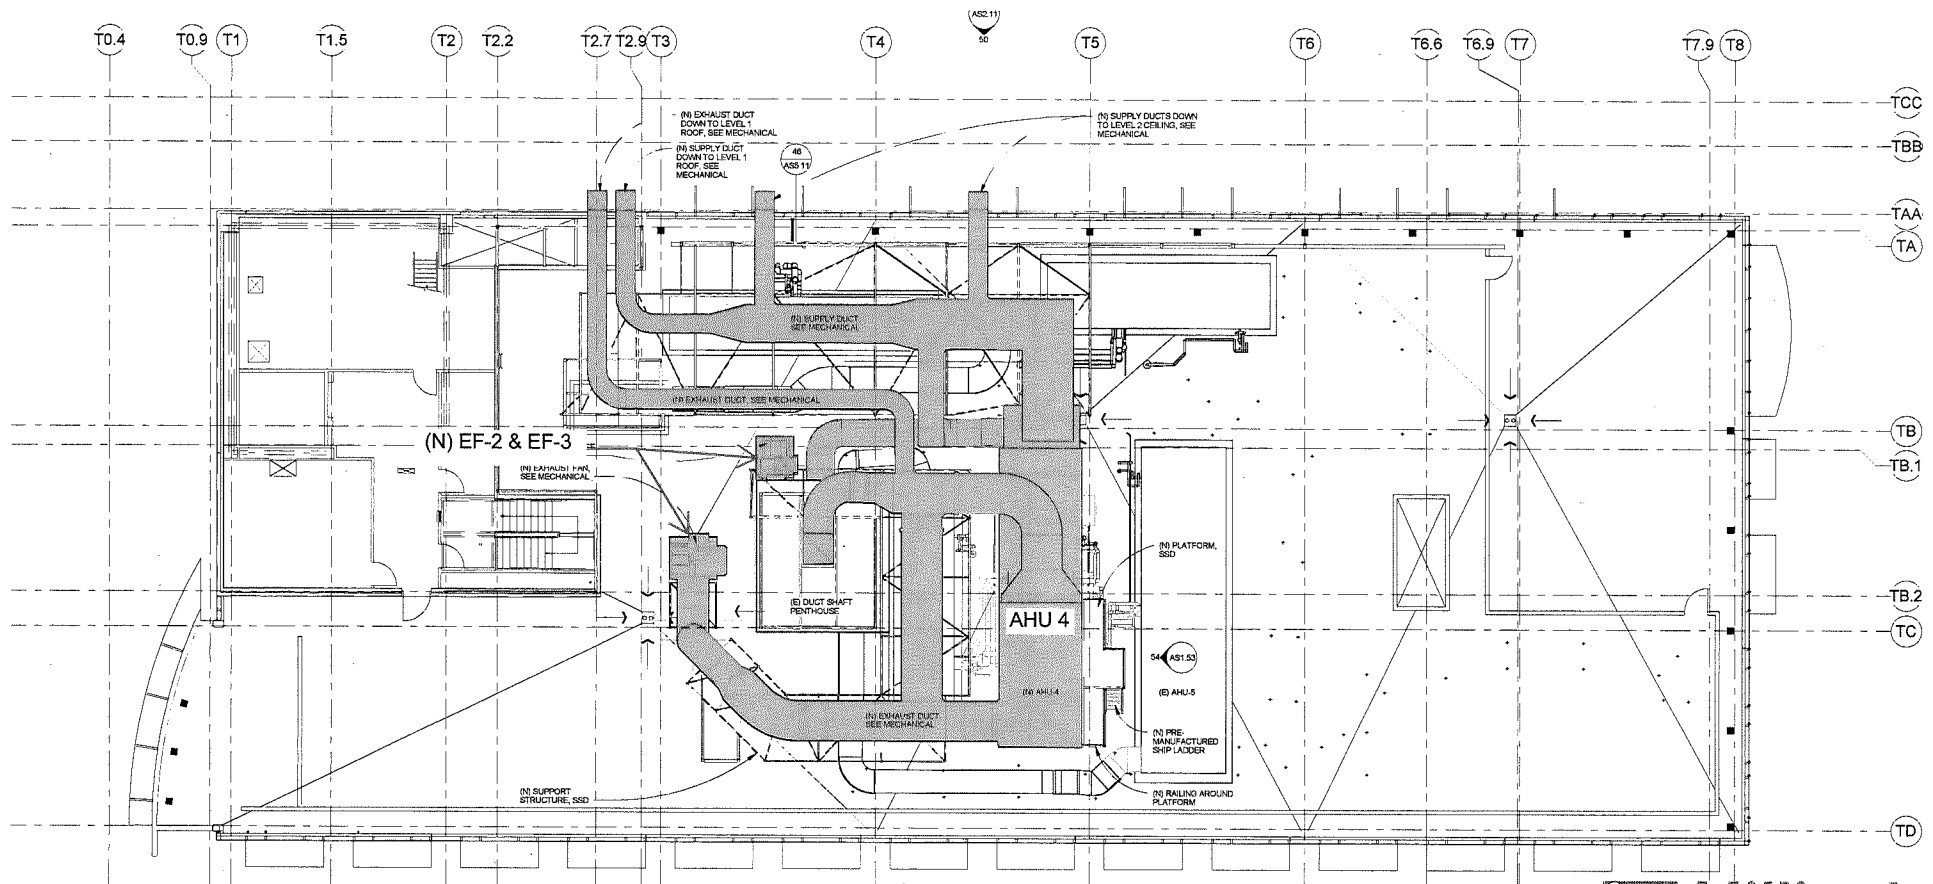 AS2.11
50
T0.4
T0.9
T1
T1.5
T2
T2.2
T2.7
T2.9
T3
T4
T5
T6
T6.6
T6.9
T7
T7.9
T8
TCC
TBB
TAA
TA
TB
TB.1
TB.2
TC
TD
(N) EXHAUST DUCT
DOWN TO LEVEL 1
ROOF, SEE MECHANICAL
(N) SUPPLY DUCT
DOWN TO LEVEL 1
ROOF, SEE
MECHANICAL
46
AS5.11
(N) SUPPLY DUCTS DOWN
TO LEVEL 2 CEILING, SEE
MECHANICAL
(N) SUPPLY DUCT
SEE MECHANICAL
(N) EXHAUST DUCT, SEE MECHANICAL
(N) EF-2 & EF-3
(N) EXHAUST FAN,
SEE MECHANICAL
(N) PLATFORM,
SSD
(E) DUCT SHAFT
PENTHOUSE
AHU 4
54
AS1.53
(N) AHU-4
(E) AHU-5
(N) EXHAUST DUCT
SEE MECHANICAL
(N) PRE-
MANUFACTURED
SHIP LADDER
(N) SUPPORT
STRUCTURE, SSD
(N) RAILING AROUND
PLATFORM